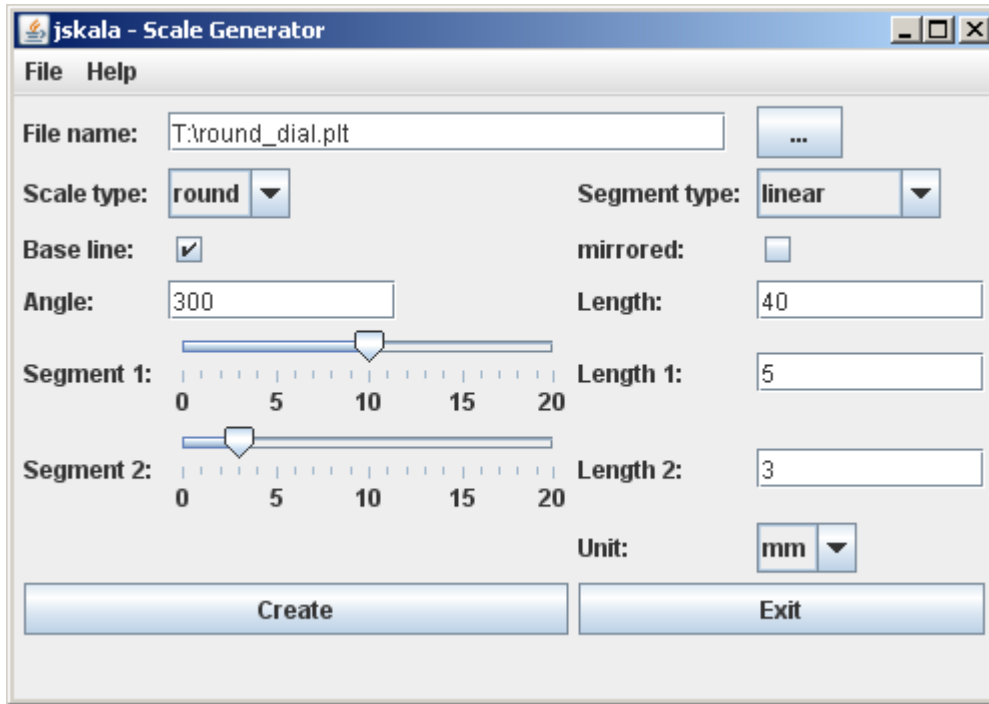 jskala - Scale Generator
File Help
File name: T:\round_dial.plt ...
Scale type: round Segment type: linear
Base line: mirrored:
Angle: 300 Length: 40
Segment 1: 0 5 10 15 20 Length 1: 5
Segment 2: 0 5 10 15 20 Length 2: 3
Unit: mm
Create Exit